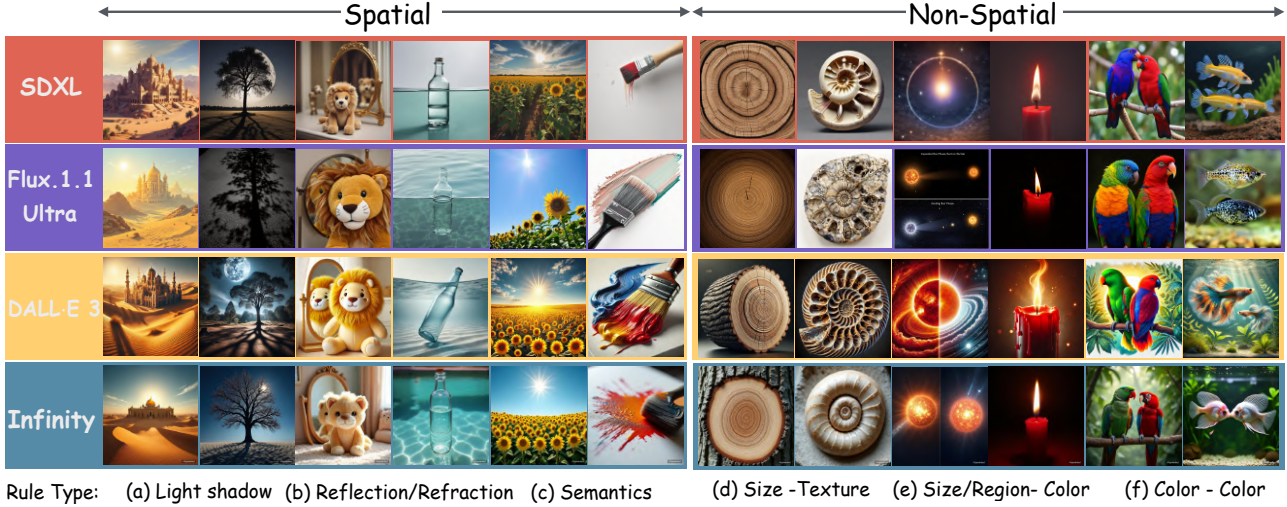 Spatial
Non-Spatial
SDXL
Flux.1.1
Ultra
DALL·E 3
Infinity
Rule Type:
(a) Light shadow
(b) Reflection/Refraction
(c) Semantics
(d) Size -Texture
(e) Size/Region- Color
(f) Color - Color